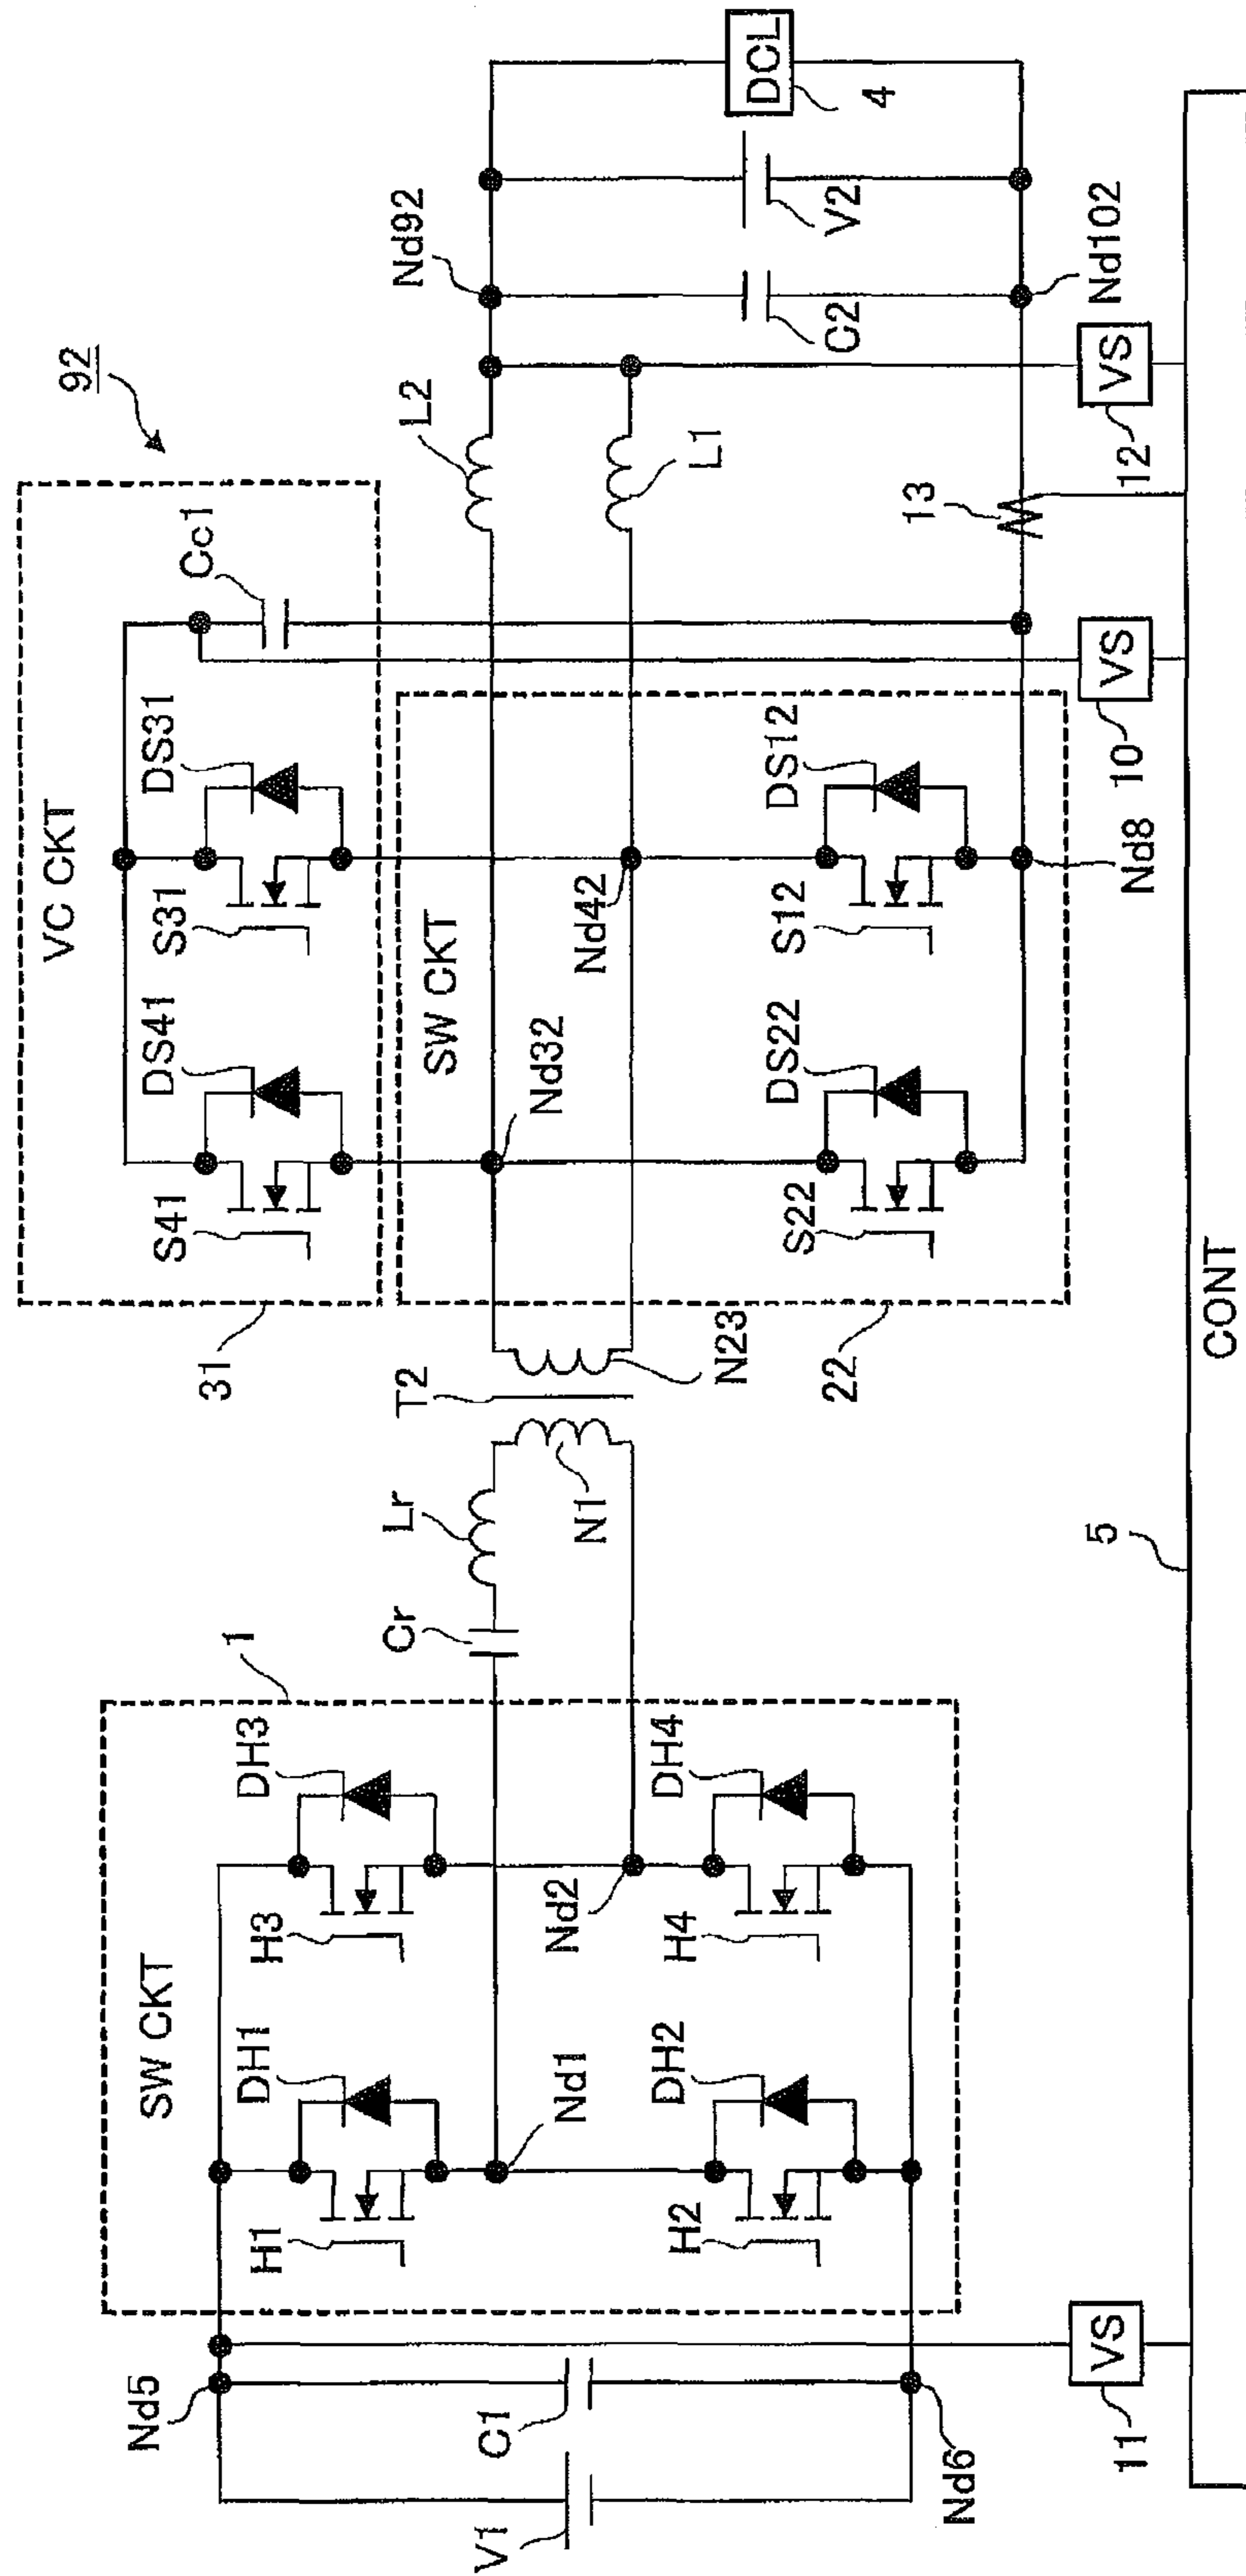 92
VC CKT
31
S41
DS41
S31
DS31
Cc1
SW CKT
22
Nd32
Nd42
S22
DS22
S12
DS12
Nd8
L2
L1
Nd92
C2
V2
DCL
4
Nd102
13
VS
10
VS
12
T2
N23
N1
Lr
Cr
1
SW CKT
H1
DH1
H3
DH3
Nd1
Nd2
H2
DH2
H4
DH4
Nd5
C1
V1
Nd6
VS
11
5
CONT